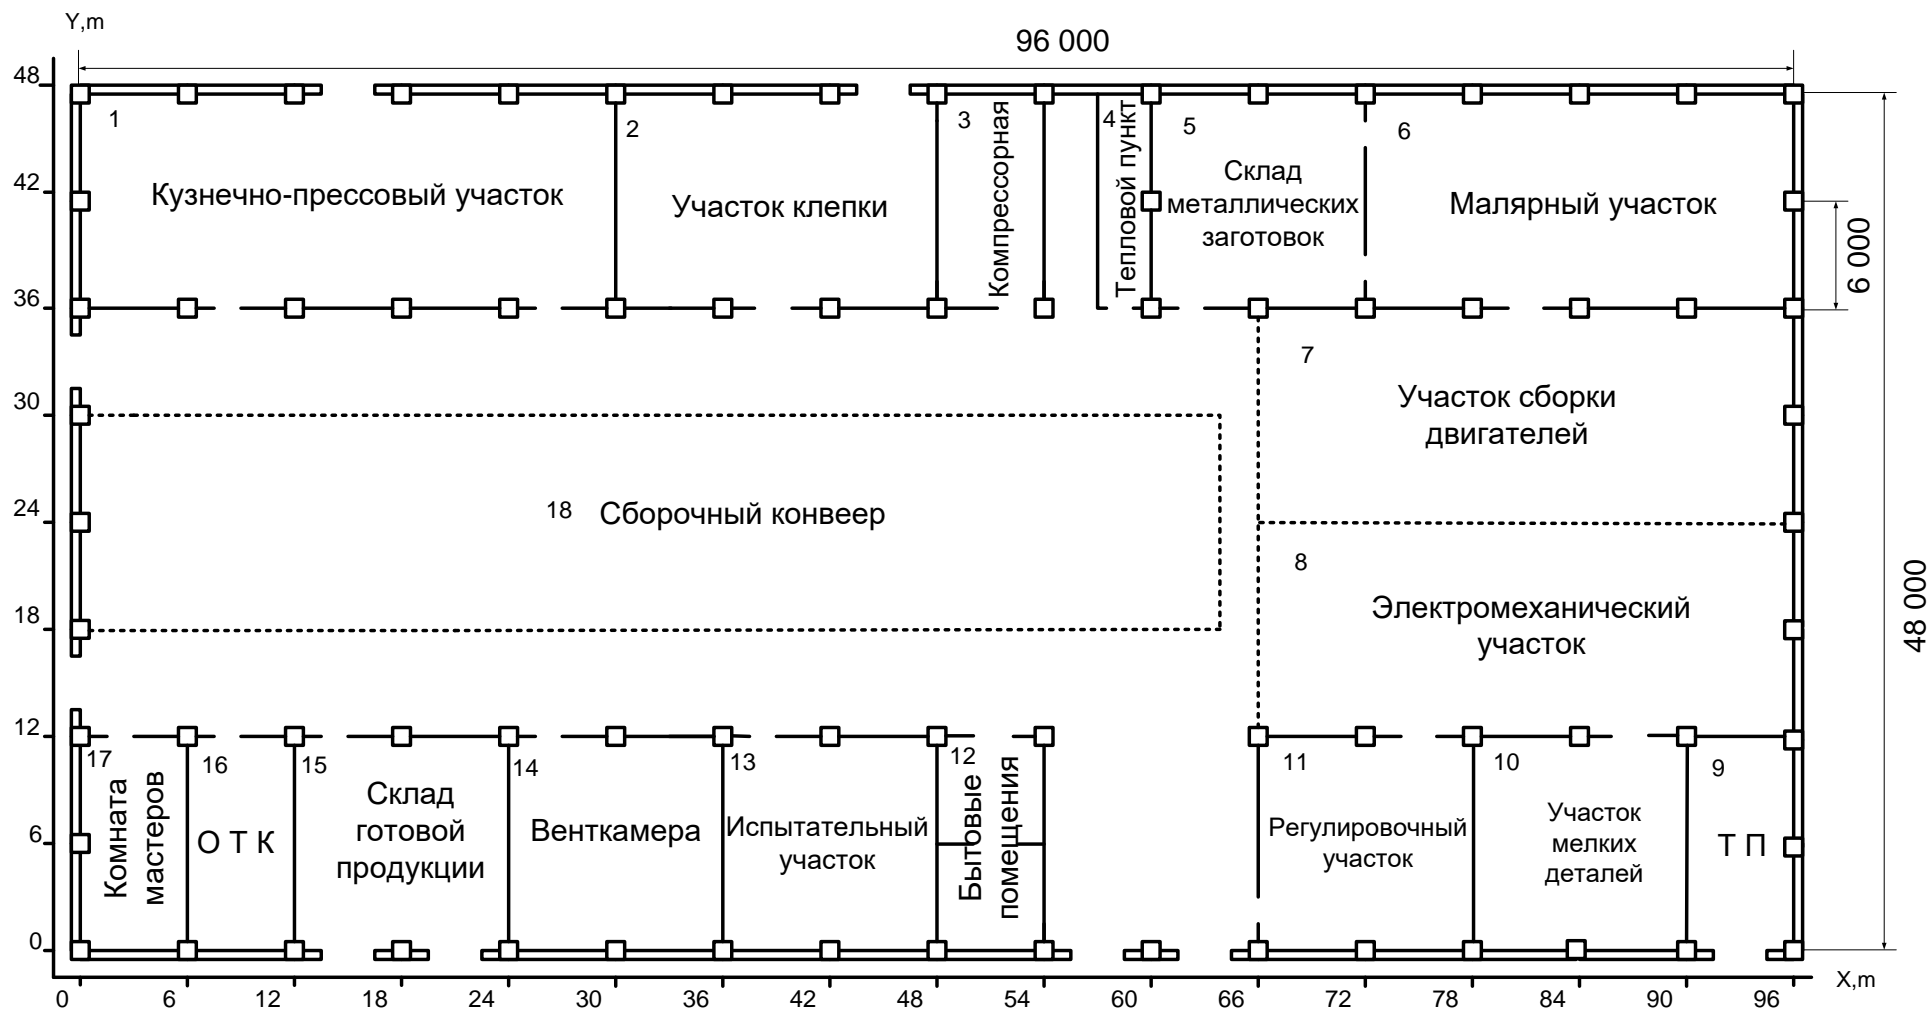 Y,m
96 000
48
1
2
3
Компрессорная
4
Тепловой пункт
5
6
Кузнечно-прессовый участок
Участок клепки
Склад
металлических
заготовок
Малярный участок
42
6 000
36
7
Участок сборки
двигателей
30
24
18 Сборочный конвеер
8
Электромеханический
участок
48 000
18
12
17
Комната
мастеров
16
О Т К
15
Склад
готовой
продукции
14
Венткамера
13
Испытательный
участок
12
Бытовые
помещения
11
Регулировочный
участок
10
Участок
мелких
деталей
9
Т П
6
0
X,m
0 6 12 18 24 30 36 42 48 54 60 66 72 78 84 90 96